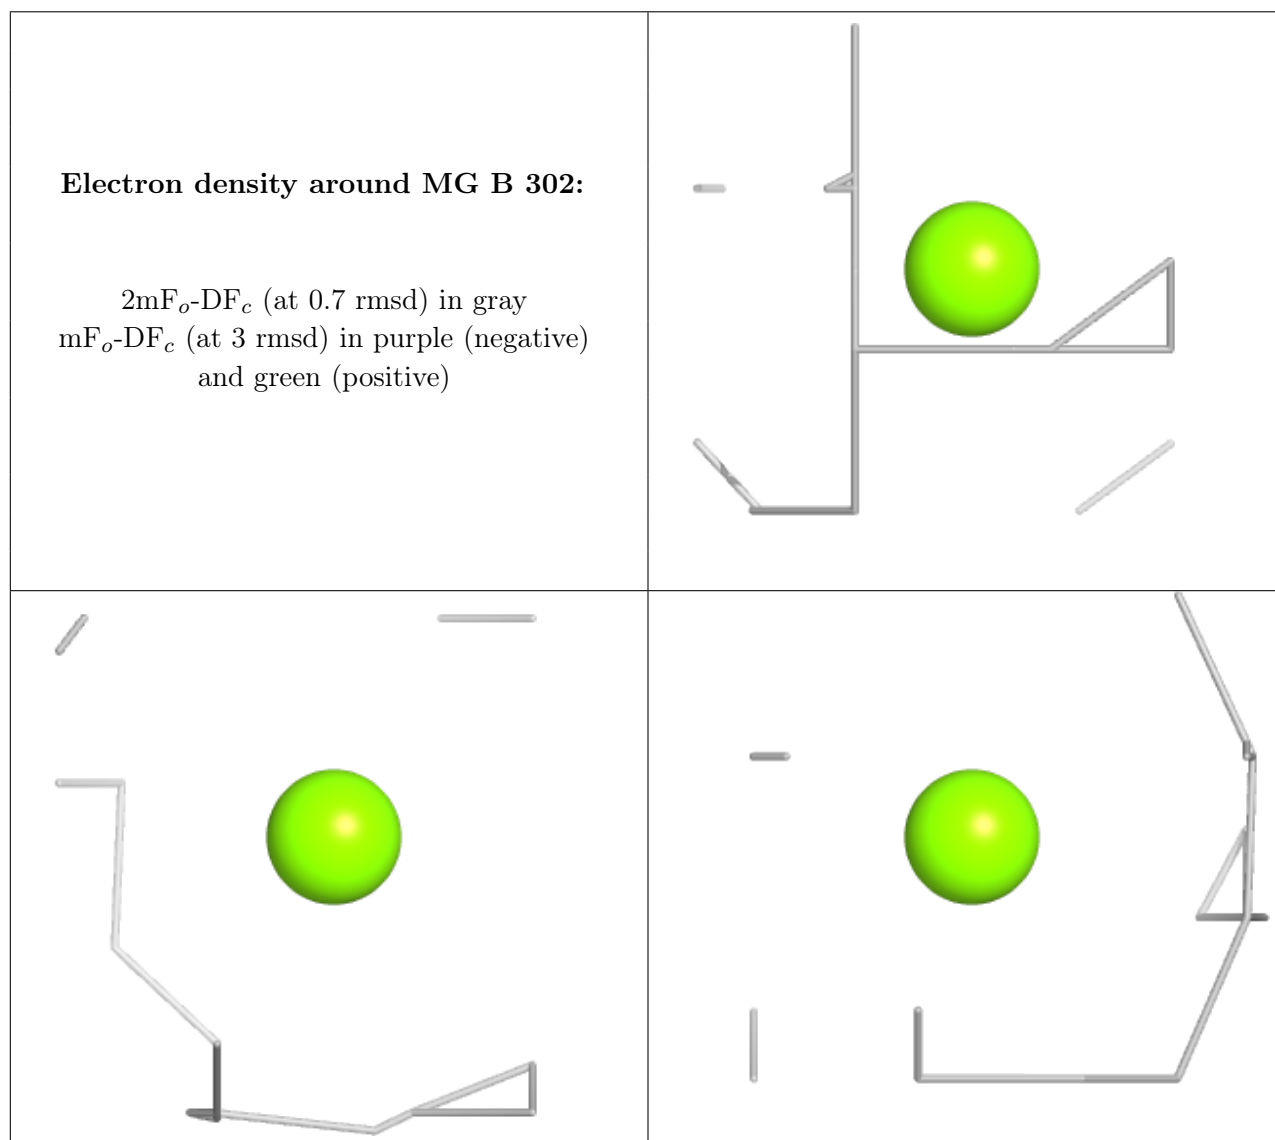 Electron density around MG B 302:
2mFo-DFc (at 0.7 rmsd) in gray
mFo-DFc (at 3 rmsd) in purple (negative)
and green (positive)